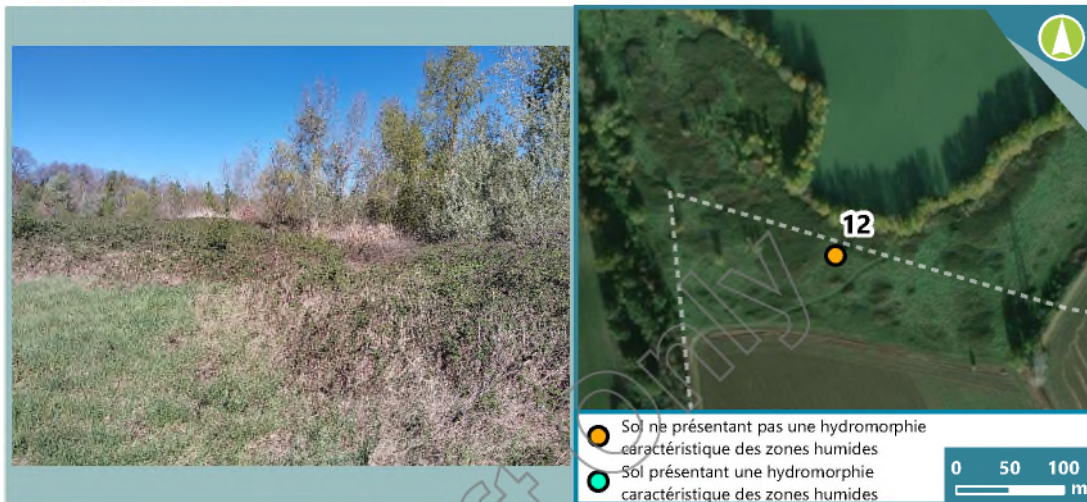 12
Sol ne présentant pas une hydromorphie
caractéristique des zones humides
Sol présentant une hydromorphie
caractéristique des zones humides
0 50 100
m
Only